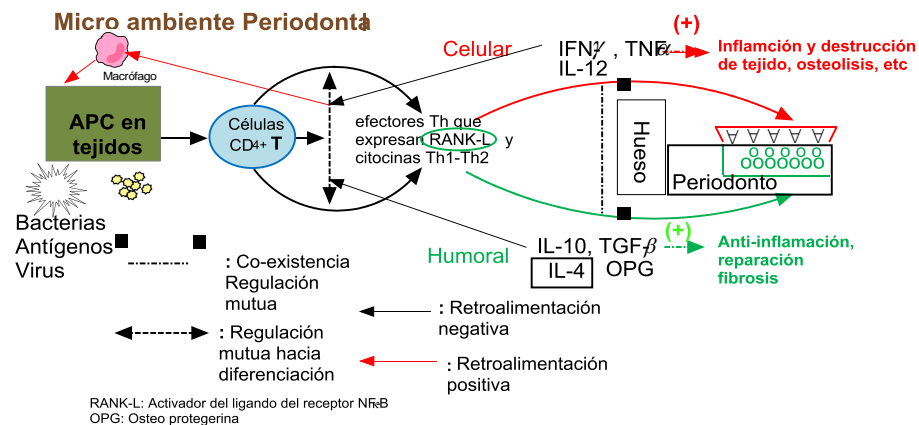 Micro ambiente Periodontal
Macrófago
APC en
tejidos
Bacterias
Antígenos
Virus
Células
CD4+ T
efectores Th que
expresan RANK-L y
citocinas Th1-Th2
Celular
IFNγ , TNFα
IL-12
(+)
Inflamción y destrucción
de tejido, osteolisis, etc
Hueso
A A A A A
O O O O O
O O O O O O
Periodonto
Humoral
IL-10, TGF-β
IL-4 OPG
(+)
Anti-inflamación,
reparación
fibrosis
: Co-existencia
Regulación
mutua
: Regulación
mutua hacia
diferenciación
: Retroalimentación
negativa
: Retroalimentación
positiva
RANK-L: Activador del ligando del receptor NFκB
OPG: Osteo protegerina